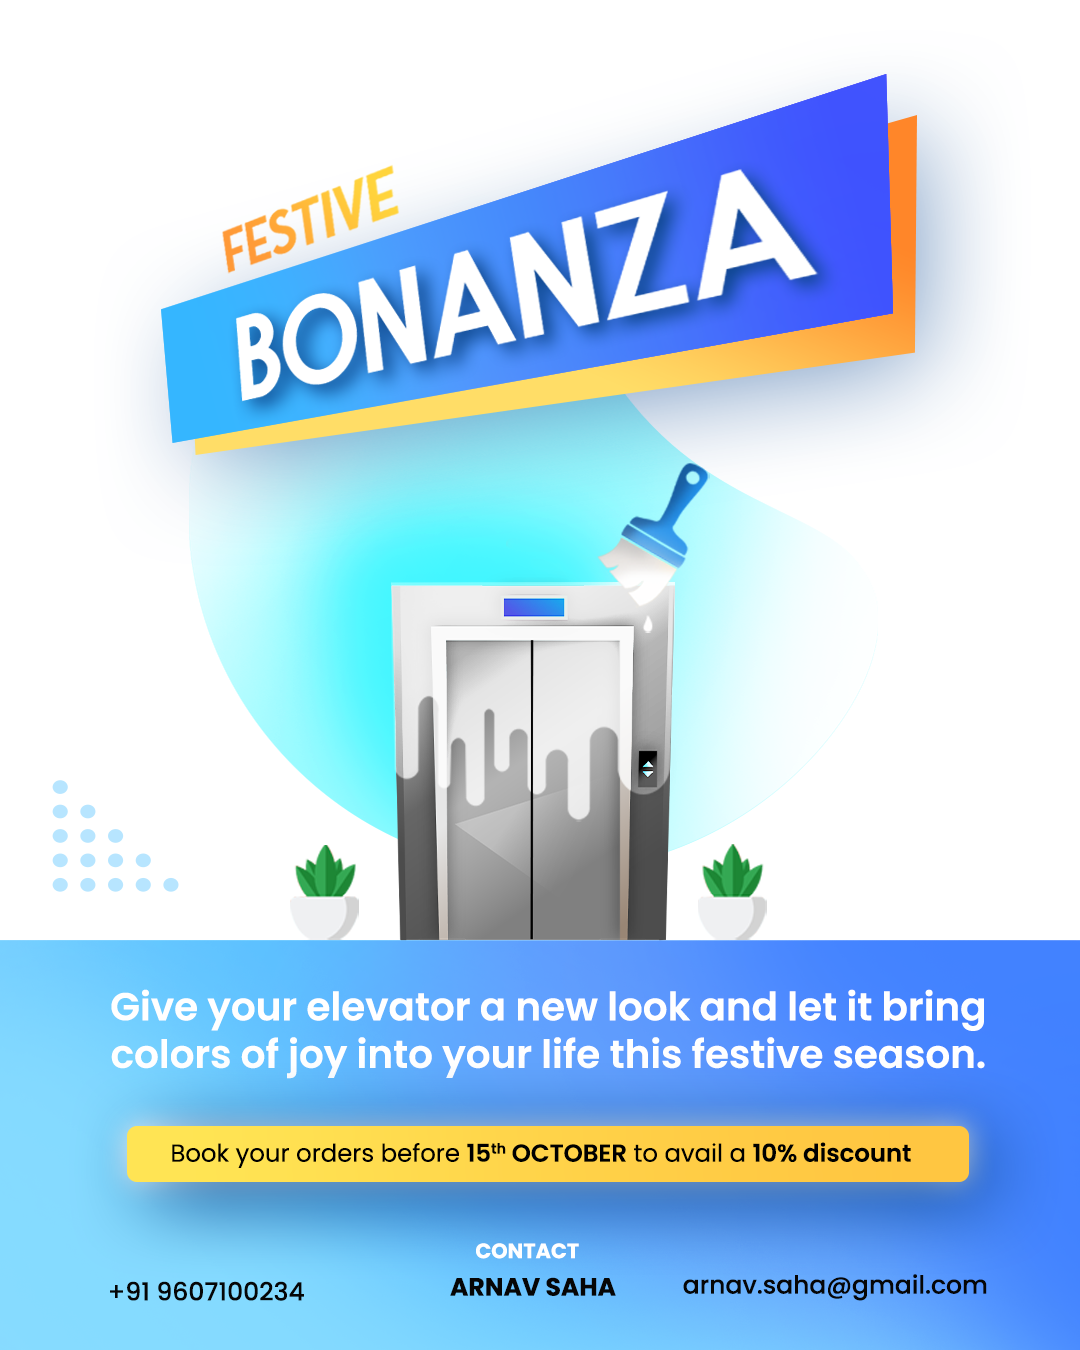 FESTIVE
BONANZA
Give your elevator a new look and let it bring
colors of joy into your life this festive season.
Book your orders before 15th OCTOBER to avail a 10% discount
CONTACT
+91 9607100234 ARNAV SAHA arnav.saha@gmail.com